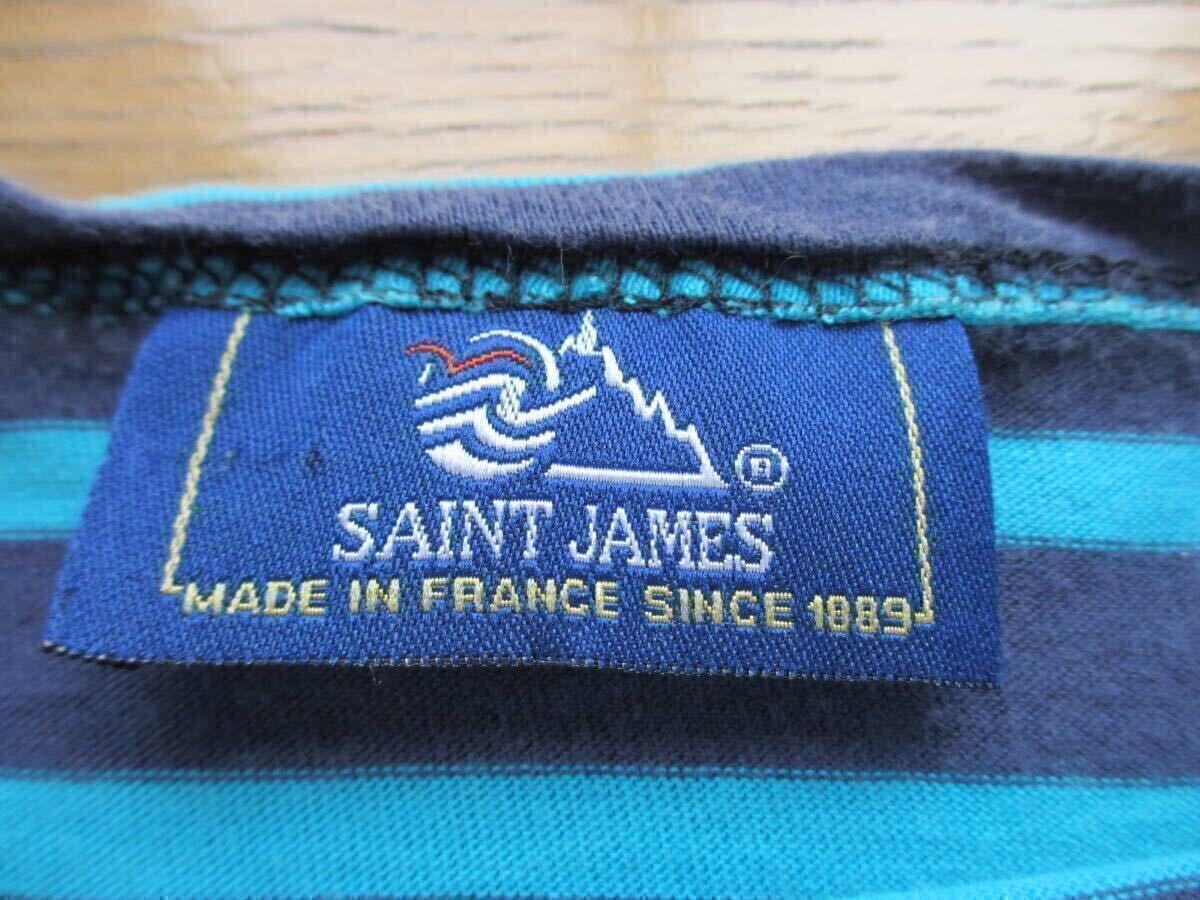 ®
SAINT JAMES
MADE IN FRANCE SINCE 1889